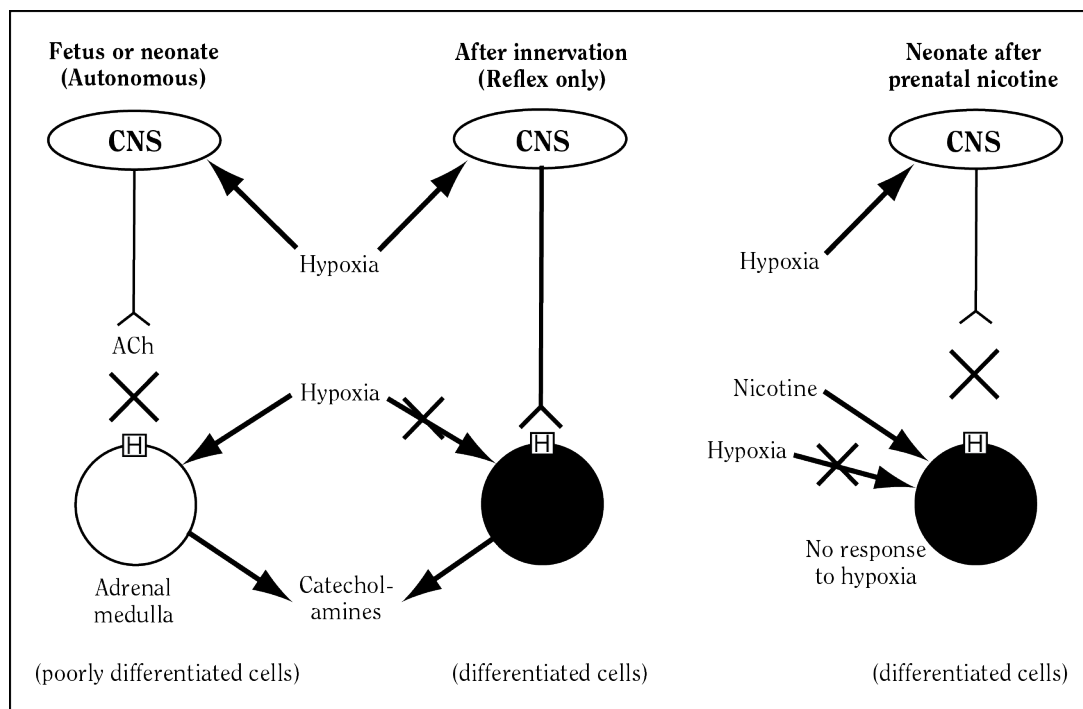 Fetus or neonate
(Autonomous)
After innervation
(Reflex only)
Neonate after
prenatal nicotine
CNS
CNS
CNS
Hypoxia
Hypoxia
ACh
Hypoxia
Nicotine
Hypoxia
H
H
H
No response
to hypoxia
Adrenal
medulla
Catechol-
amines
(poorly differentiated cells)
(differentiated cells)
(differentiated cells)